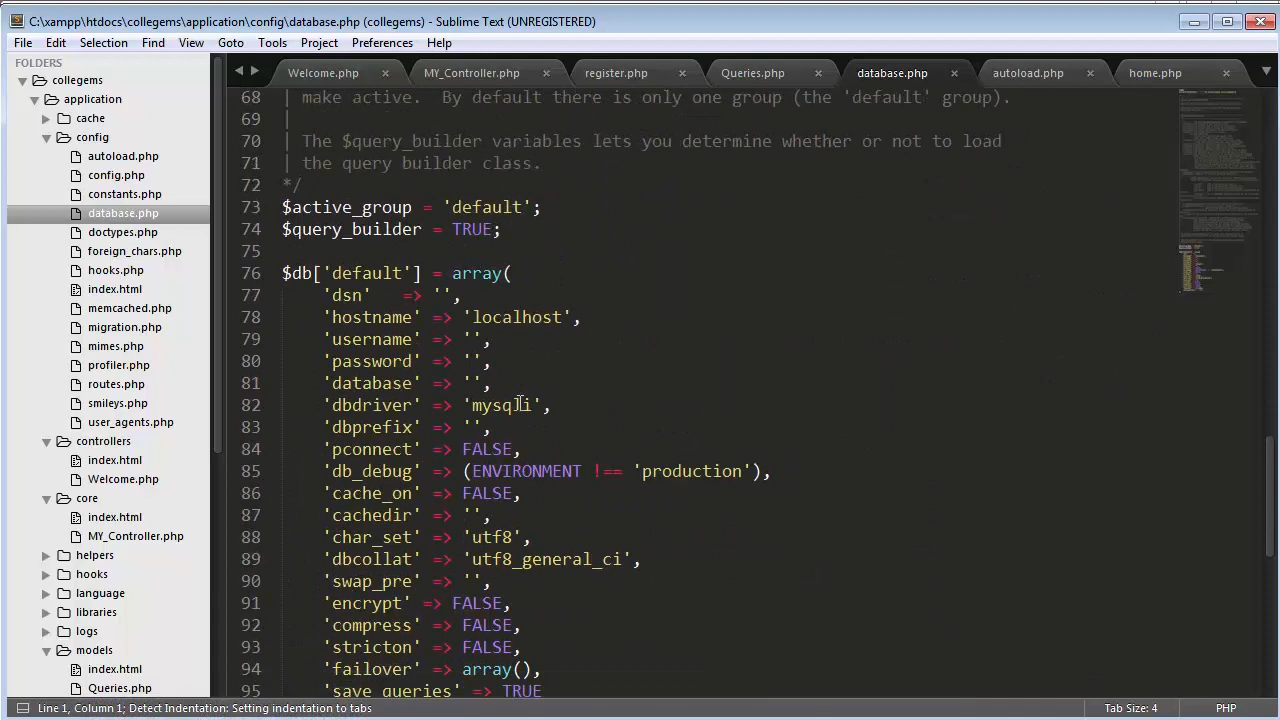 C:\xampp\htdocs\collegems\application\config\database.php (collegems) - Sublime Text (UNREGISTERED)
File Edit Selection Find View Goto Tools Project Preferences Help
FOLDERS
collegems
application
cache
config
autoload.php
config.php
constants.php
database.php
doctypes.php
foreign_chars.php
hooks.php
index.html
memcached.php
migration.php
mimes.php
profiler.php
routes.php
smileys.php
user_agents.php
controllers
index.html
Welcome.php
core
index.html
MY_Controller.php
helpers
hooks
language
libraries
logs
models
index.html
Queries.php
Welcome.php MY_Controller.php register.php Queries.php database.php autoload.php home.php
68 | make active.  By default there is only one group (the 'default' group).
69 |
70 | The $query_builder variables lets you determine whether or not to load
71 | the query builder class.
72 */
73 $active_group = 'default';
74 $query_builder = TRUE;
75
76 $db['default'] = array(
77 'dsn' => '',
78 'hostname' => 'localhost',
79 'username' => '',
80 'password' => '',
81 'database' => '',
82 'dbdriver' => 'mysqli',
83 'dbprefix' => '',
84 'pconnect' => FALSE,
85 'db_debug' => (ENVIRONMENT !== 'production'),
86 'cache_on' => FALSE,
87 'cachedir' => '',
88 'char_set' => 'utf8',
89 'dbcollat' => 'utf8_general_ci',
90 'swap_pre' => '',
91 'encrypt' => FALSE,
92 'compress' => FALSE,
93 'stricton' => FALSE,
94 'failover' => array(),
95 'save_queries' => TRUE
Line 1, Column 1; Detect Indentation: Setting indentation to tabs Tab Size: 4 PHP